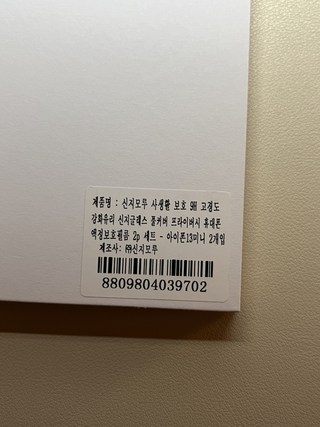 제품명 : 신지모루 사생활 보호 9H 고경도
강화유리 신지글래스 풀커버 프라이버시 휴대폰
액정보호필름 2p 세트 - 아이폰13미니 2개입
제조사: ㈜신지모루
8809804039702